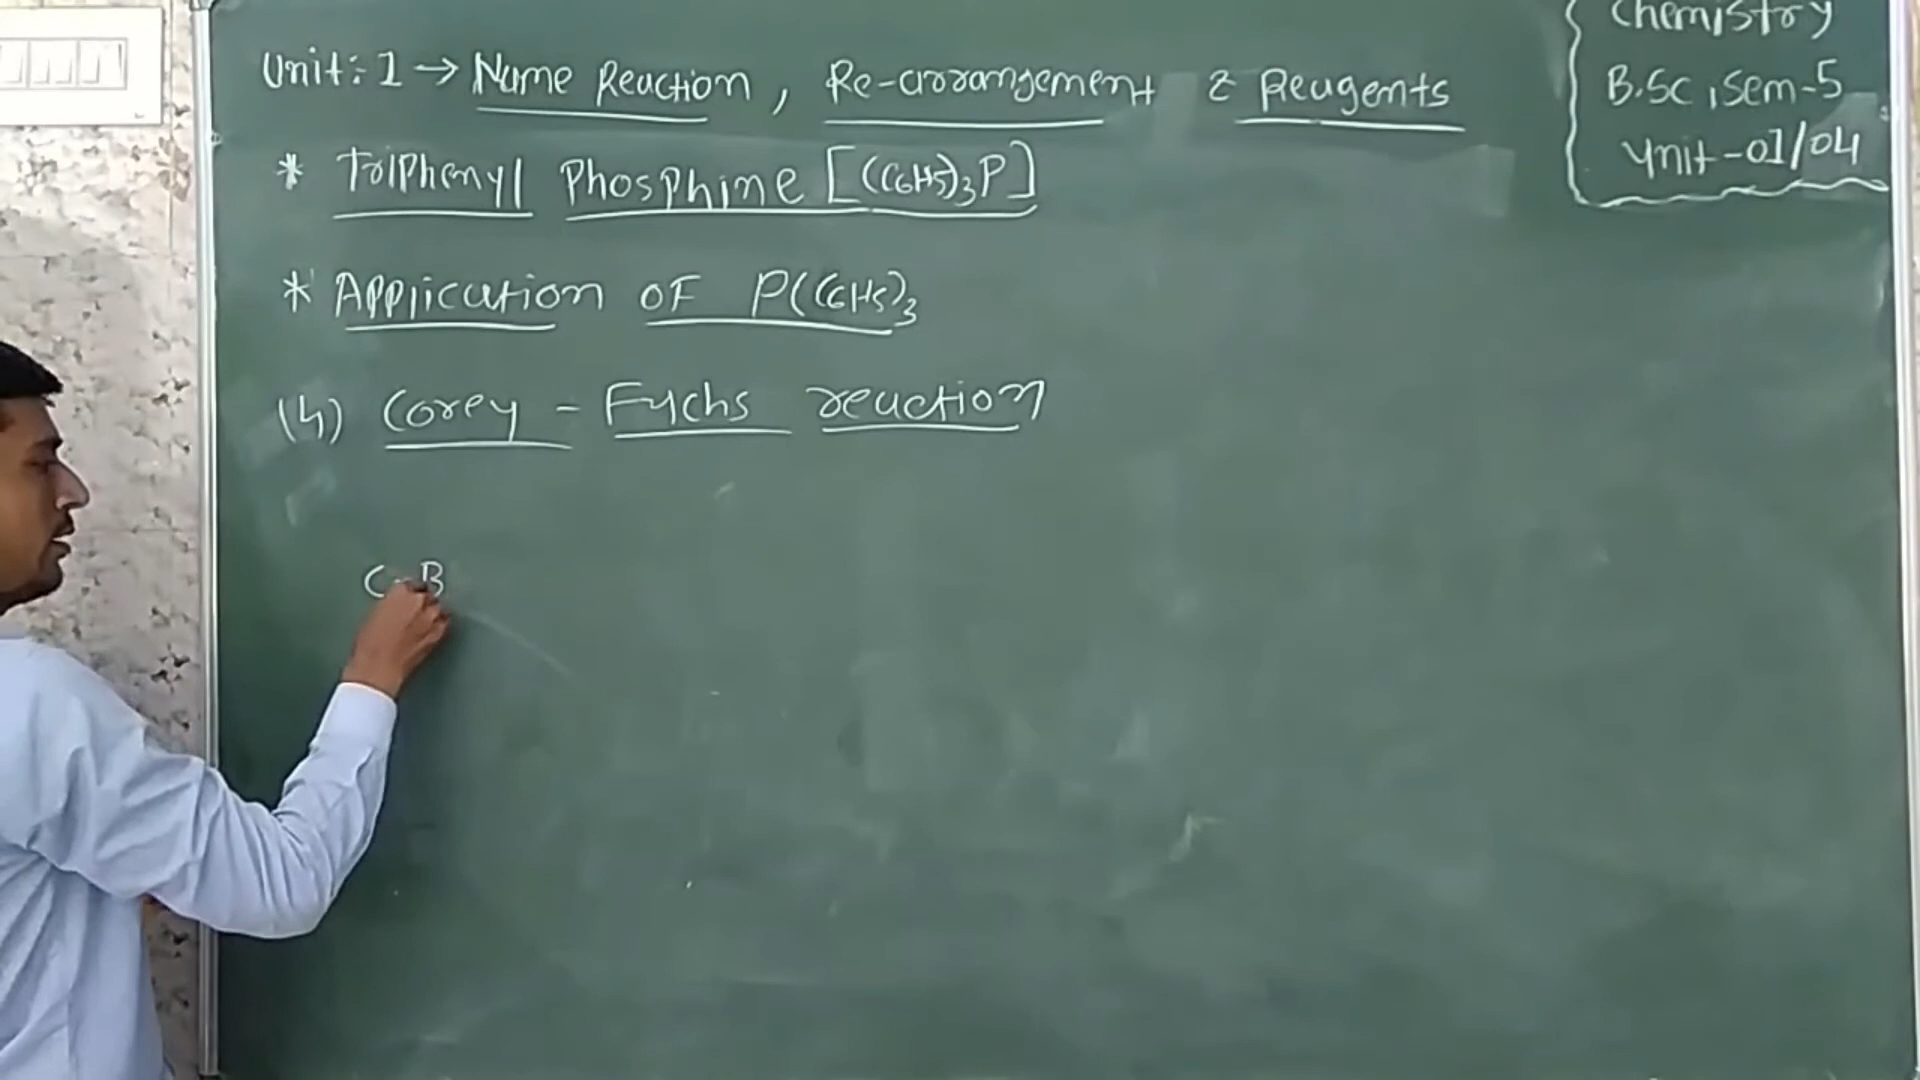 Unit:-1 → Name Reaction, Re-arrangement & Reagents
* Triphenyl Phosphine [(C6H5)3P]
* Application OF P(C6H5)3
(4) Corey - Fuchs reaction
C-B
Chemistry
B.Sc, Sem-5
Unit-01/04